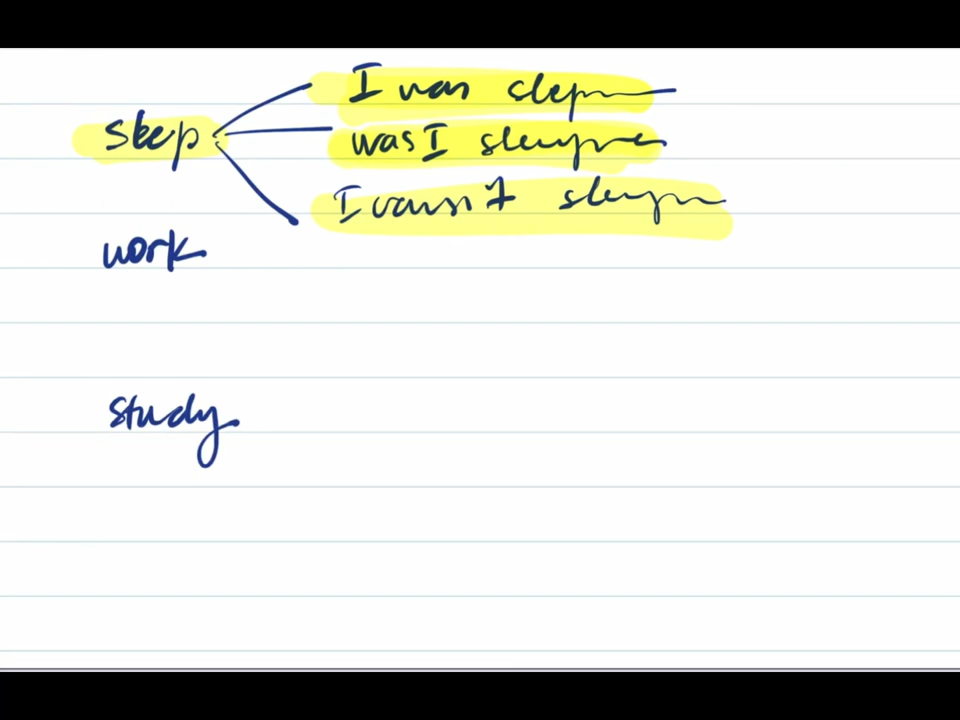 sleep
I was sleeping
was I sleeping
I wasn't sleeping
work
study